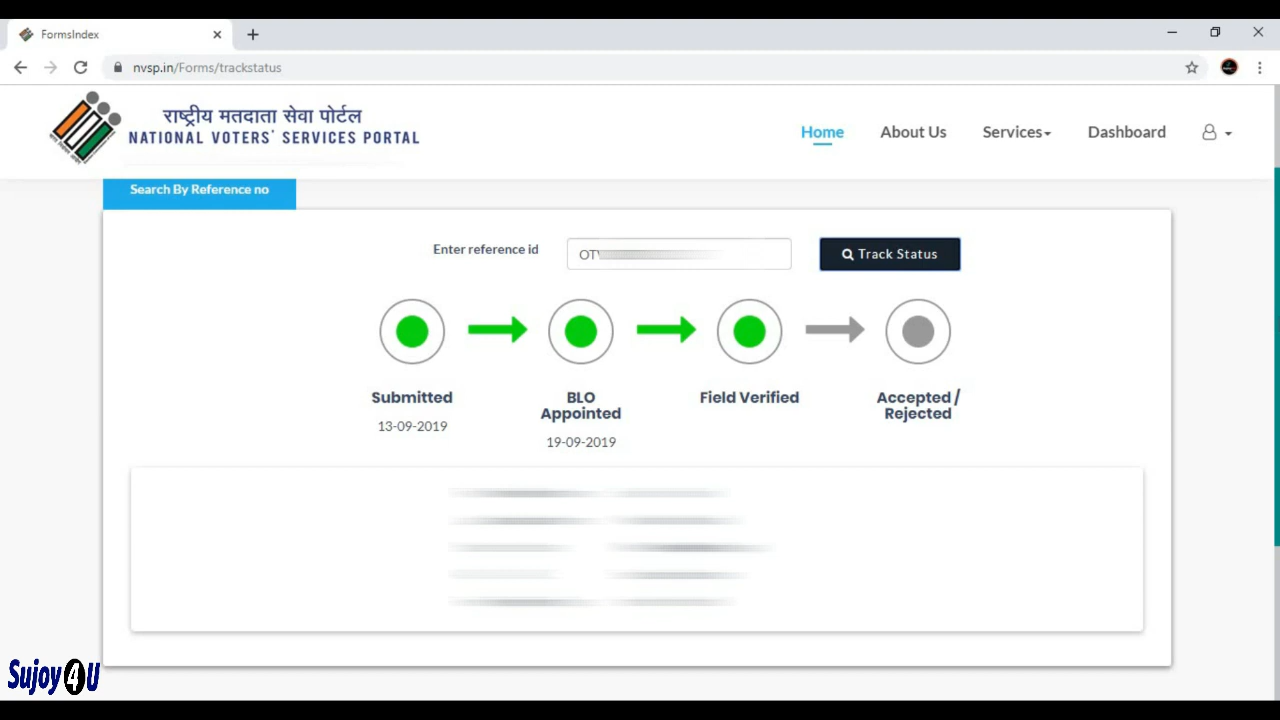 FormsIndex
nvsp.in/Forms/trackstatus
राष्ट्रीय मतदाता सेवा पोर्टल
NATIONAL VOTERS' SERVICES PORTAL
Home About Us Services Dashboard
Search By Reference no
Enter reference id OT Track Status
Submitted
13-09-2019
BLO
Appointed
19-09-2019
Field Verified
Accepted /
Rejected
Sujoy4U